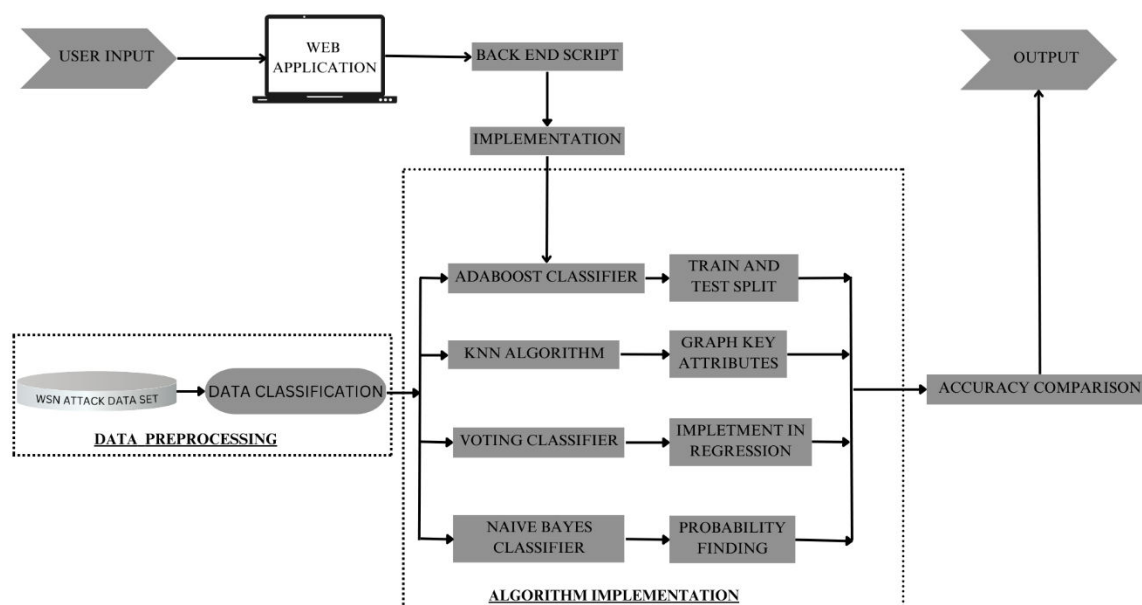 USER INPUT
WEB
APPLICATION
BACK END SCRIPT
OUTPUT
IMPLEMENTATION
ADABOOST CLASSIFIER
TRAIN AND
TEST SPLIT
KNN ALGORITHM
GRAPH KEY
ATTRIBUTES
WSN ATTACK DATA SET
DATA CLASSIFICATION
DATA PREPROCESSING
ACCURACY COMPARISON
VOTING CLASSIFIER
IMPLETMENT IN
REGRESSION
NAIVE BAYES
CLASSIFIER
PROBABILITY
FINDING
ALGORITHM IMPLEMENTATION